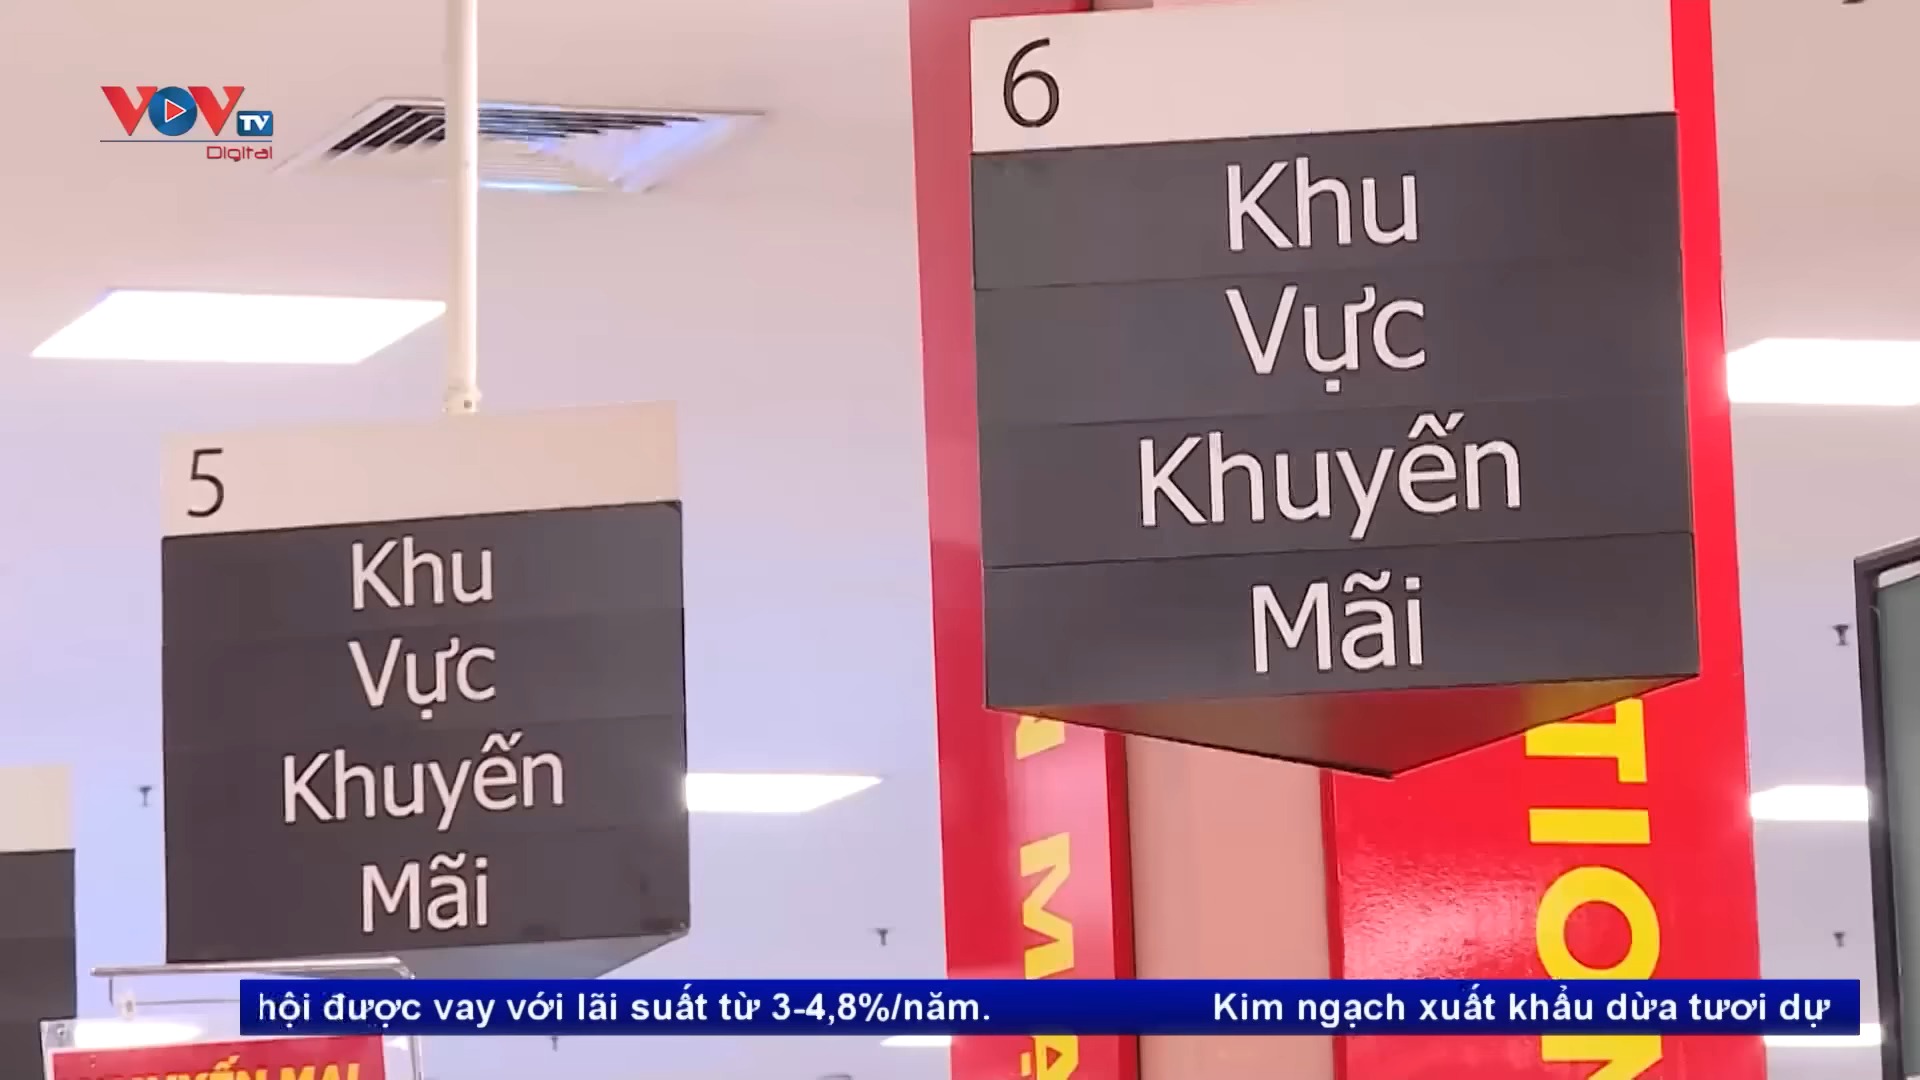 VOV TV
Digital
6
Khu
Vực
Khuyến
Mãi
5
Khu
Vực
Khuyến
Mãi
TION
hội được vay với lãi suất từ 3-4,8%/năm.
Kim ngạch xuất khẩu dừa tươi dự